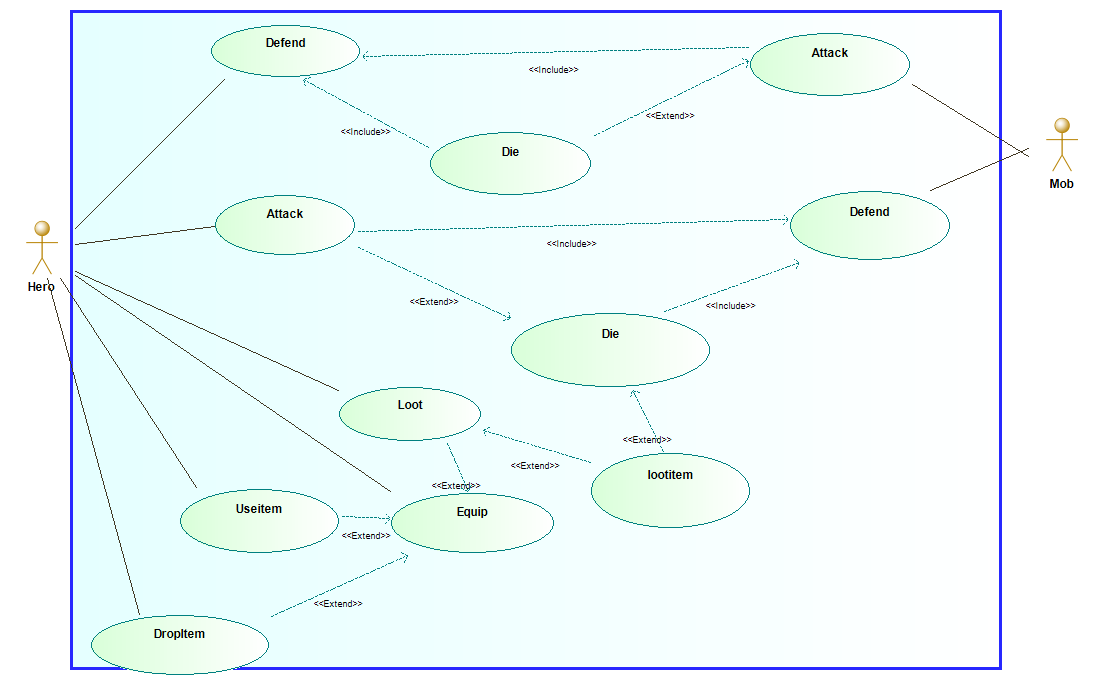 Defend
Attack
<<Include>>
<<Extend>>
<<Include>>
Die
Mob
Attack
Defend
<<Include>>
Hero
<<Extend>>
<<Include>>
Die
Loot
<<Extend>>
<<Extend>>
lootitem
<<Extend>>
Useitem
Equip
<<Extend>>
<<Extend>>
DropItem